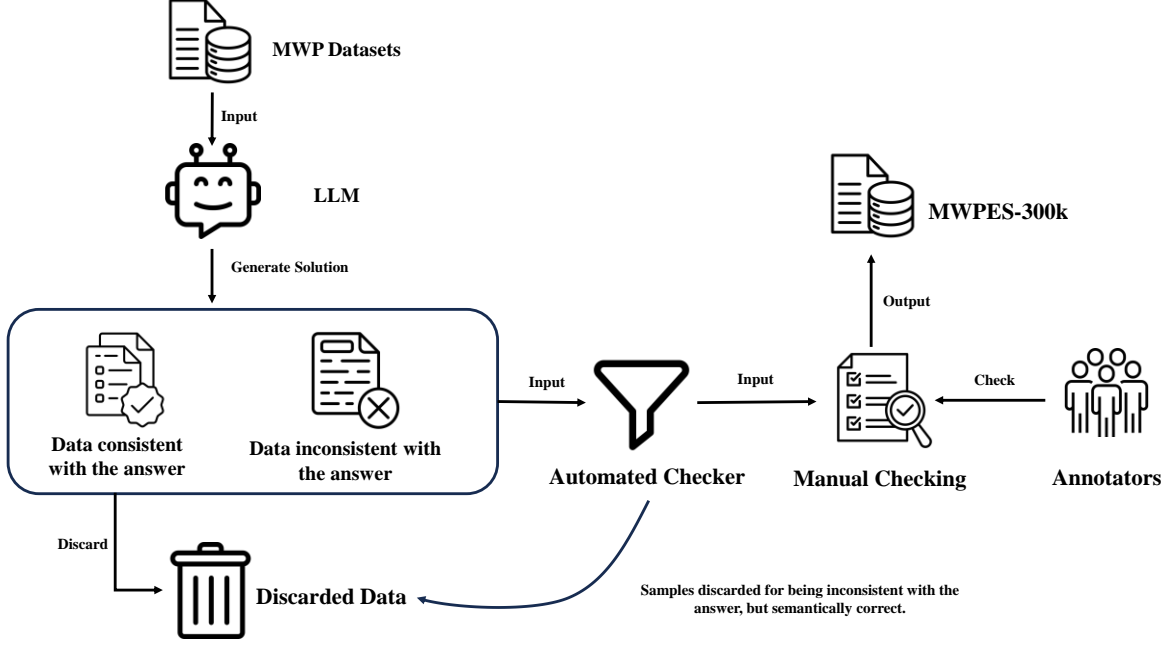 MWP Datasets
Input
LLM
Generate Solution
MWPES-300k
Output
Data consistent
with the answer
Data inconsistent with
the answer
Input
Automated Checker
Input
Manual Checking
Check
Annotators
Discard
Discarded Data
Samples discarded for being inconsistent with the
answer, but semantically correct.